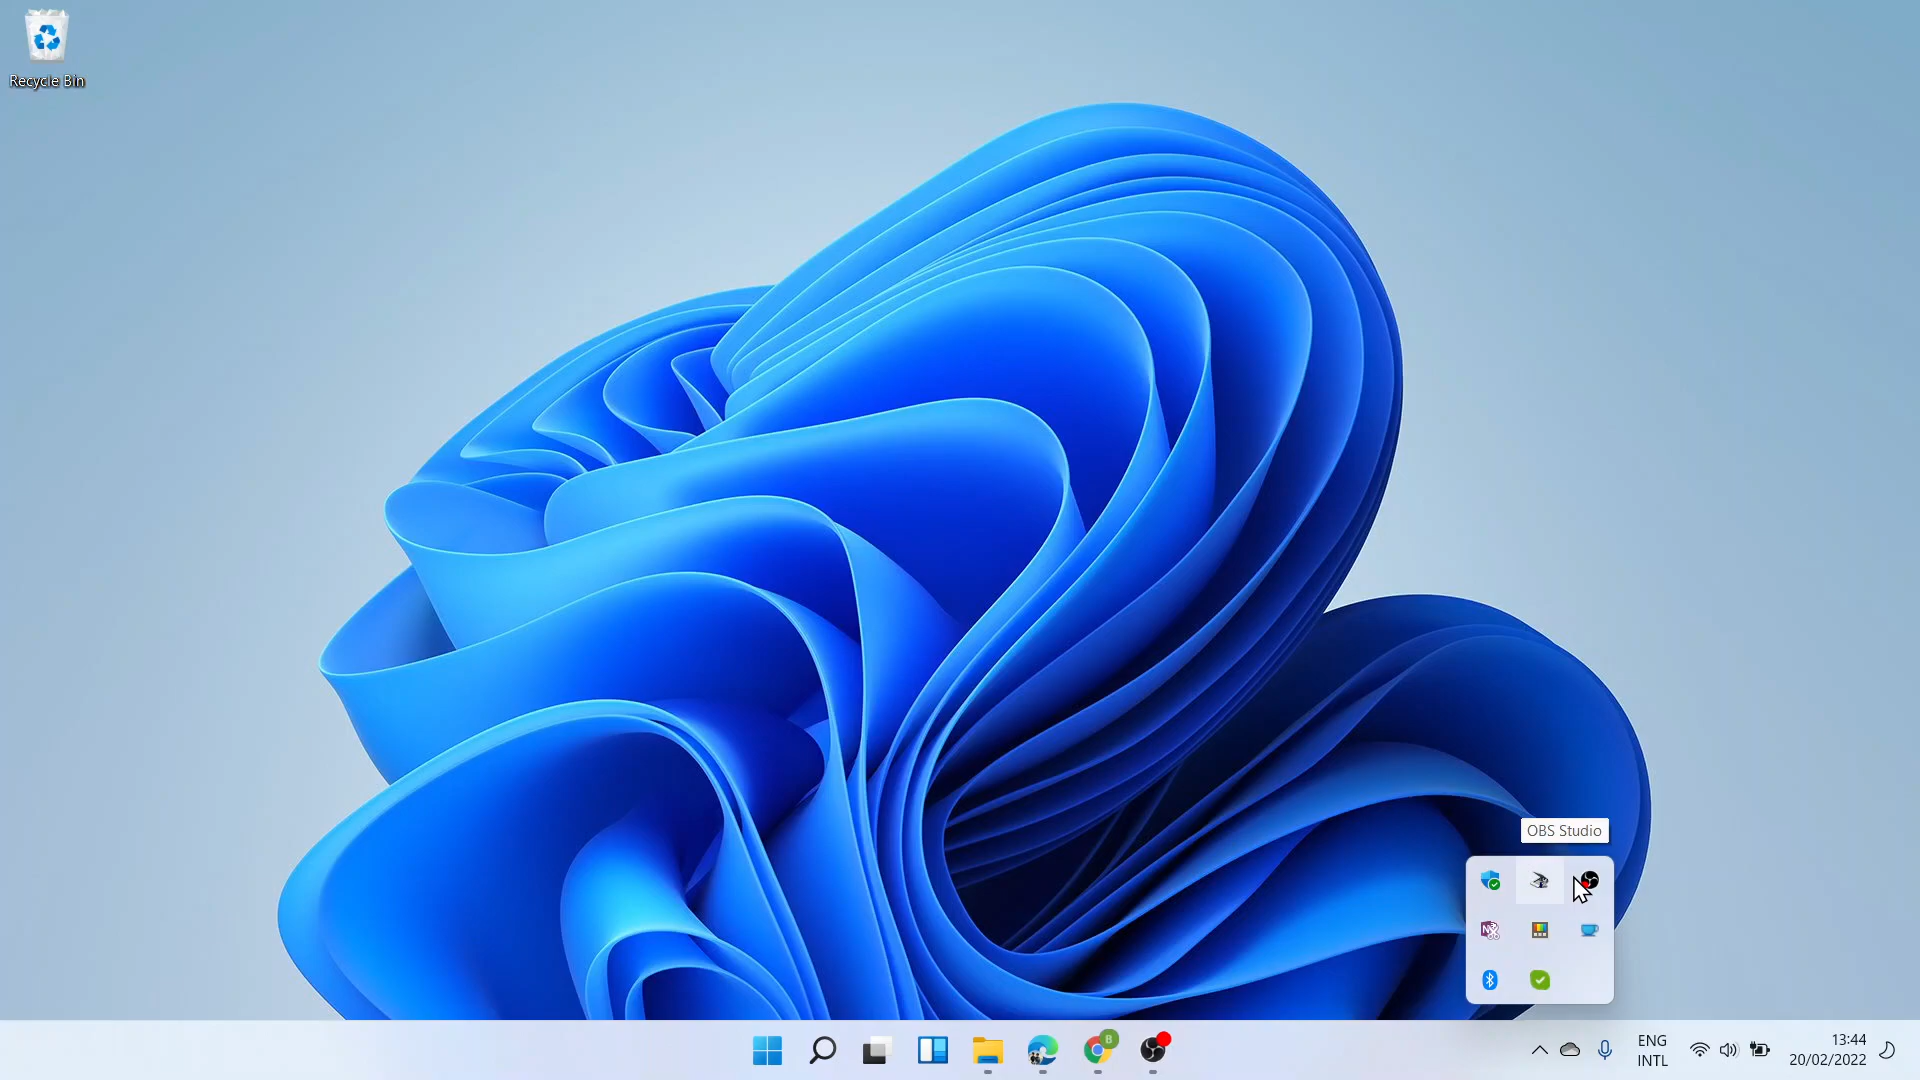 Recycle Bin
OBS Studio
B
ENG
INTL
13:44
20/02/2022